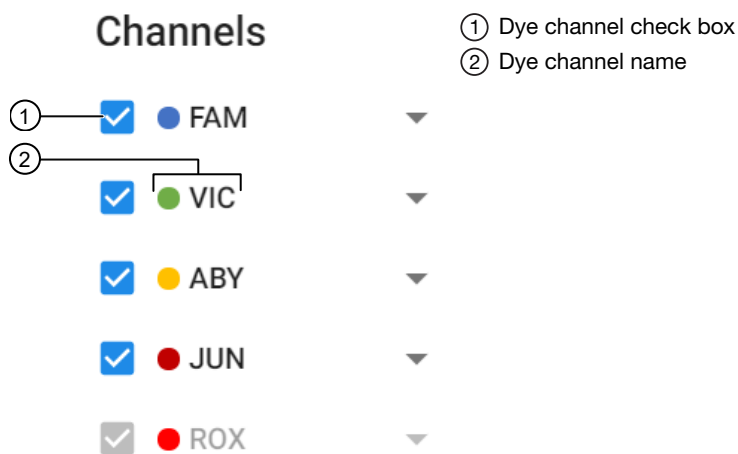 Channels
① Dye channel check box
② Dye channel name
① FAM
②
VIC
ABY
JUN
ROX